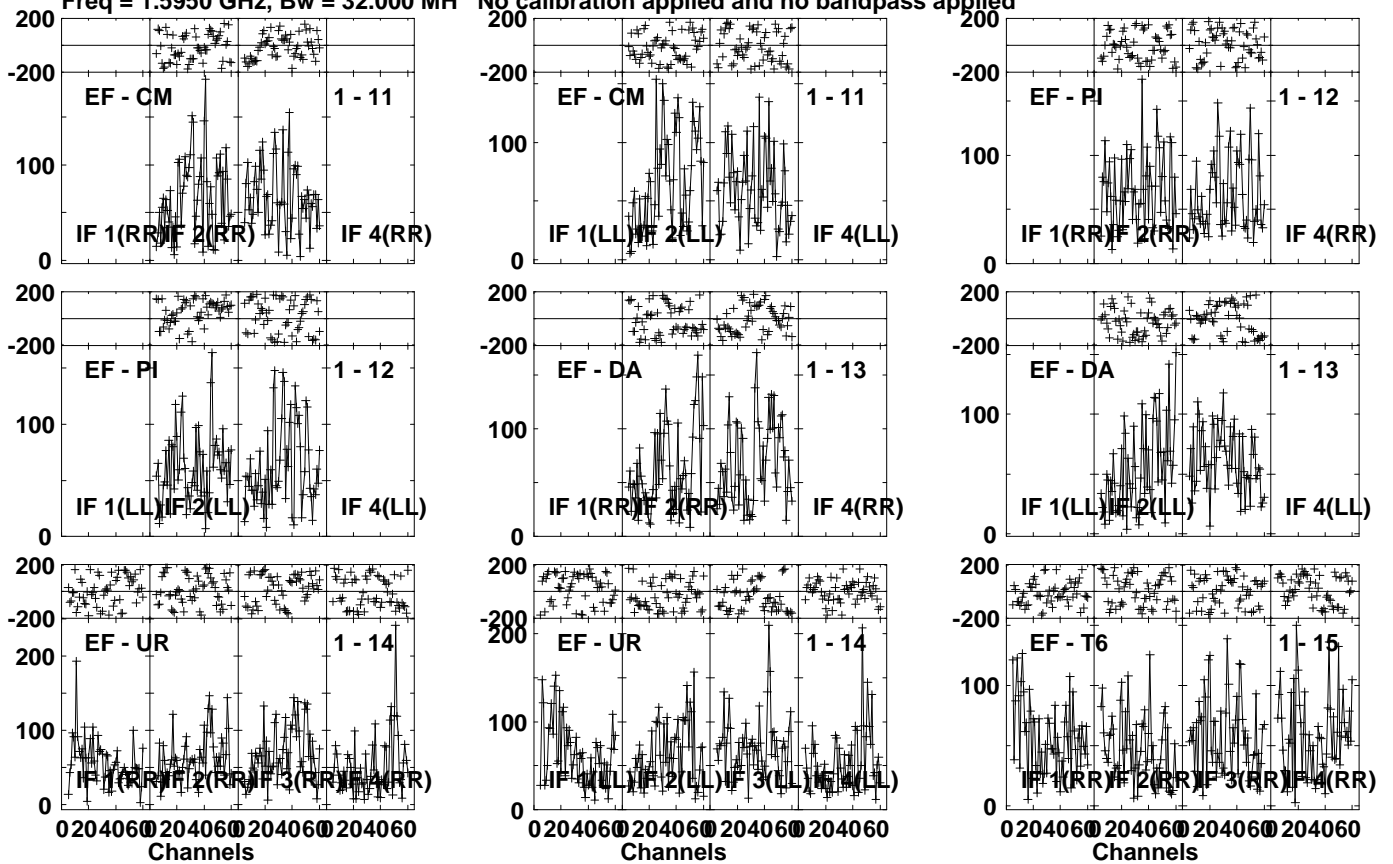 Freq = 1.5950 GHz, Bw = 32.000 MH No calibration applied and no bandpass applied
200 200 200
-200 -200 -200
EF - CM 1 - 11 EF - CM 1 - 11 EF - PI 1 - 12
100 100 100
IF 1(RR) IF 2(RR) IF 4(RR) IF 1(LL) IF 2(LL) IF 4(LL) IF 1(RR) IF 2(RR) IF 4(RR)
0 0 0
200 200 200
-200 -200 -200
EF - PI 1 - 12 EF - DA 1 - 13 EF - DA 1 - 13
100 100 100
IF 1(LL) IF 2(LL) IF 4(LL) IF 1(RR) IF 2(RR) IF 4(RR) IF 1(LL) IF 2(LL) IF 4(LL)
0 0 0
200 200 200
-200 -200 -200
EF - UR 1 - 14 EF - UR 1 - 14 EF - T6 1 - 15
200 200
100 100 100
IF 1(RR) IF 2(RR) IF 3(RR) IF 4(RR) IF 1(LL) IF 2(LL) IF 3(LL) IF 4(LL) IF 1(RR) IF 2(RR) IF 3(RR) IF 4(RR)
0 0 0
0 20 40 60 0 20 40 60 0 20 40 60 0 20 40 60 0 20 40 60 0 20 40 60 0 20 40 60 0 20 40 60 0 20 40 60 0 20 40 60 0 20 40 60 0 20 40 60
Channels Channels Channels